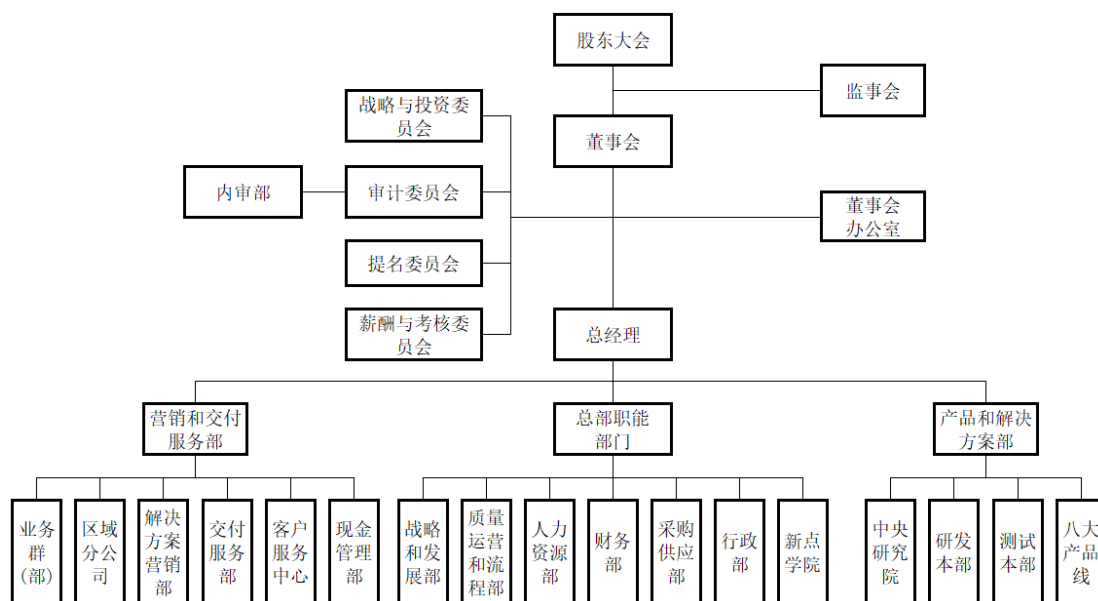 股东大会
监事会
战略与投资委
员会
董事会
内审部
审计委员会
董事会
办公室
提名委员会
薪酬与考核委
员会
总经理
营销和交付
服务部
总部职能
部门
产品和解决
方案部
业务
群
(部)
区域
分公
司
解决
方案
营销
部
交付
服务
部
客户
服务
中心
现金
管理
部
战略
和发
展部
质量
运营
和流
程部
人力
资源
部
财务
部
采购
供应
部
行政
部
新点
学院
中央
研究
院
研发
本部
测试
本部
八大
产品
线